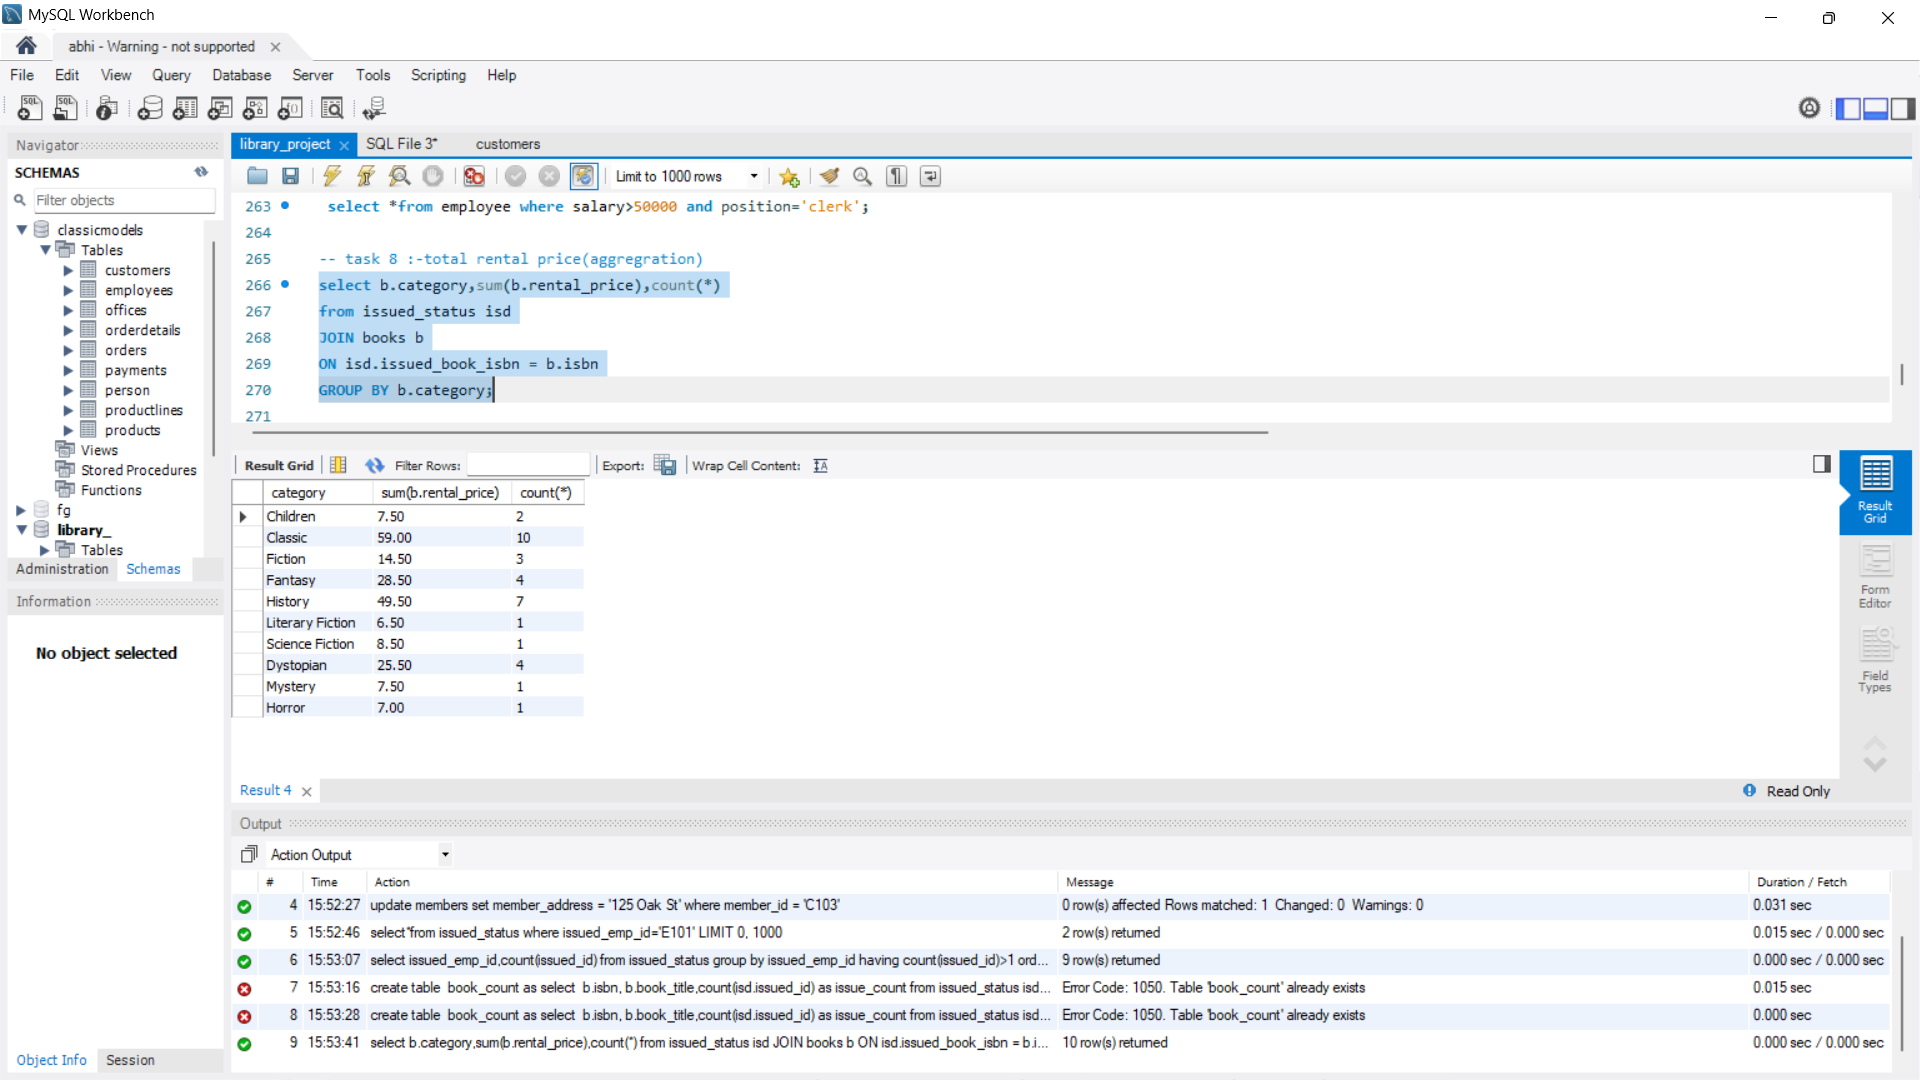 MySQL Workbench
abhi - Warning - not supported
File Edit View Query Database Server Tools Scripting Help
Navigator
SCHEMAS
Filter objects
classicmodels
Tables
customers
employees
offices
orderdetails
orders
payments
person
productlines
products
Views
Stored Procedures
Functions
fg
library_
Tables
Administration Schemas
Information
No object selected
Object Info Session
library_project SQL File 3* customers
Limit to 1000 rows
263 select *from employee where salary>50000 and position='clerk';
264
265 -- task 8 :-total rental price(aggregration)
266 select b.category,sum(b.rental_price),count(*)
267 from issued_status isd
268 JOIN books b
269 ON isd.issued_book_isbn = b.isbn
270 GROUP BY b.category;
271
Result Grid Filter Rows: Export: Wrap Cell Content:
category sum(b.rental_price) count(*)
Children 7.50 2
Classic 59.00 10
Fiction 14.50 3
Fantasy 28.50 4
History 49.50 7
Literary Fiction 6.50 1
Science Fiction 8.50 1
Dystopian 25.50 4
Mystery 7.50 1
Horror 7.00 1
Result Grid
Form Editor
Field Types
Result 4 Read Only
Output
Action Output
# Time Action Message Duration / Fetch
4 15:52:27 update members set member_address = '125 Oak St' where member_id = 'C103' 0 row(s) affected Rows matched: 1 Changed: 0 Warnings: 0 0.031 sec
5 15:52:46 select*from issued_status where issued_emp_id='E101' LIMIT 0, 1000 2 row(s) returned 0.015 sec / 0.000 sec
6 15:53:07 select issued_emp_id,count(issued_id) from issued_status group by issued_emp_id having count(issued_id)>1 ord... 9 row(s) returned 0.000 sec / 0.000 sec
7 15:53:16 create table book_count as select b.isbn, b.book_title,count(isd.issued_id) as issue_count from issued_status isd... Error Code: 1050. Table 'book_count' already exists 0.015 sec
8 15:53:28 create table book_count as select b.isbn, b.book_title,count(isd.issued_id) as issue_count from issued_status isd... Error Code: 1050. Table 'book_count' already exists 0.000 sec
9 15:53:41 select b.category,sum(b.rental_price),count(*) from issued_status isd JOIN books b ON isd.issued_book_isbn = b.i... 10 row(s) returned 0.000 sec / 0.000 sec